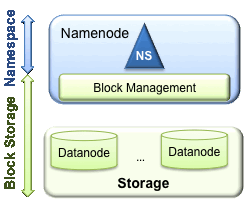 Namespace
Block Storage
Namenode
NS
Block Management
Datanode
...
Datanode
Storage